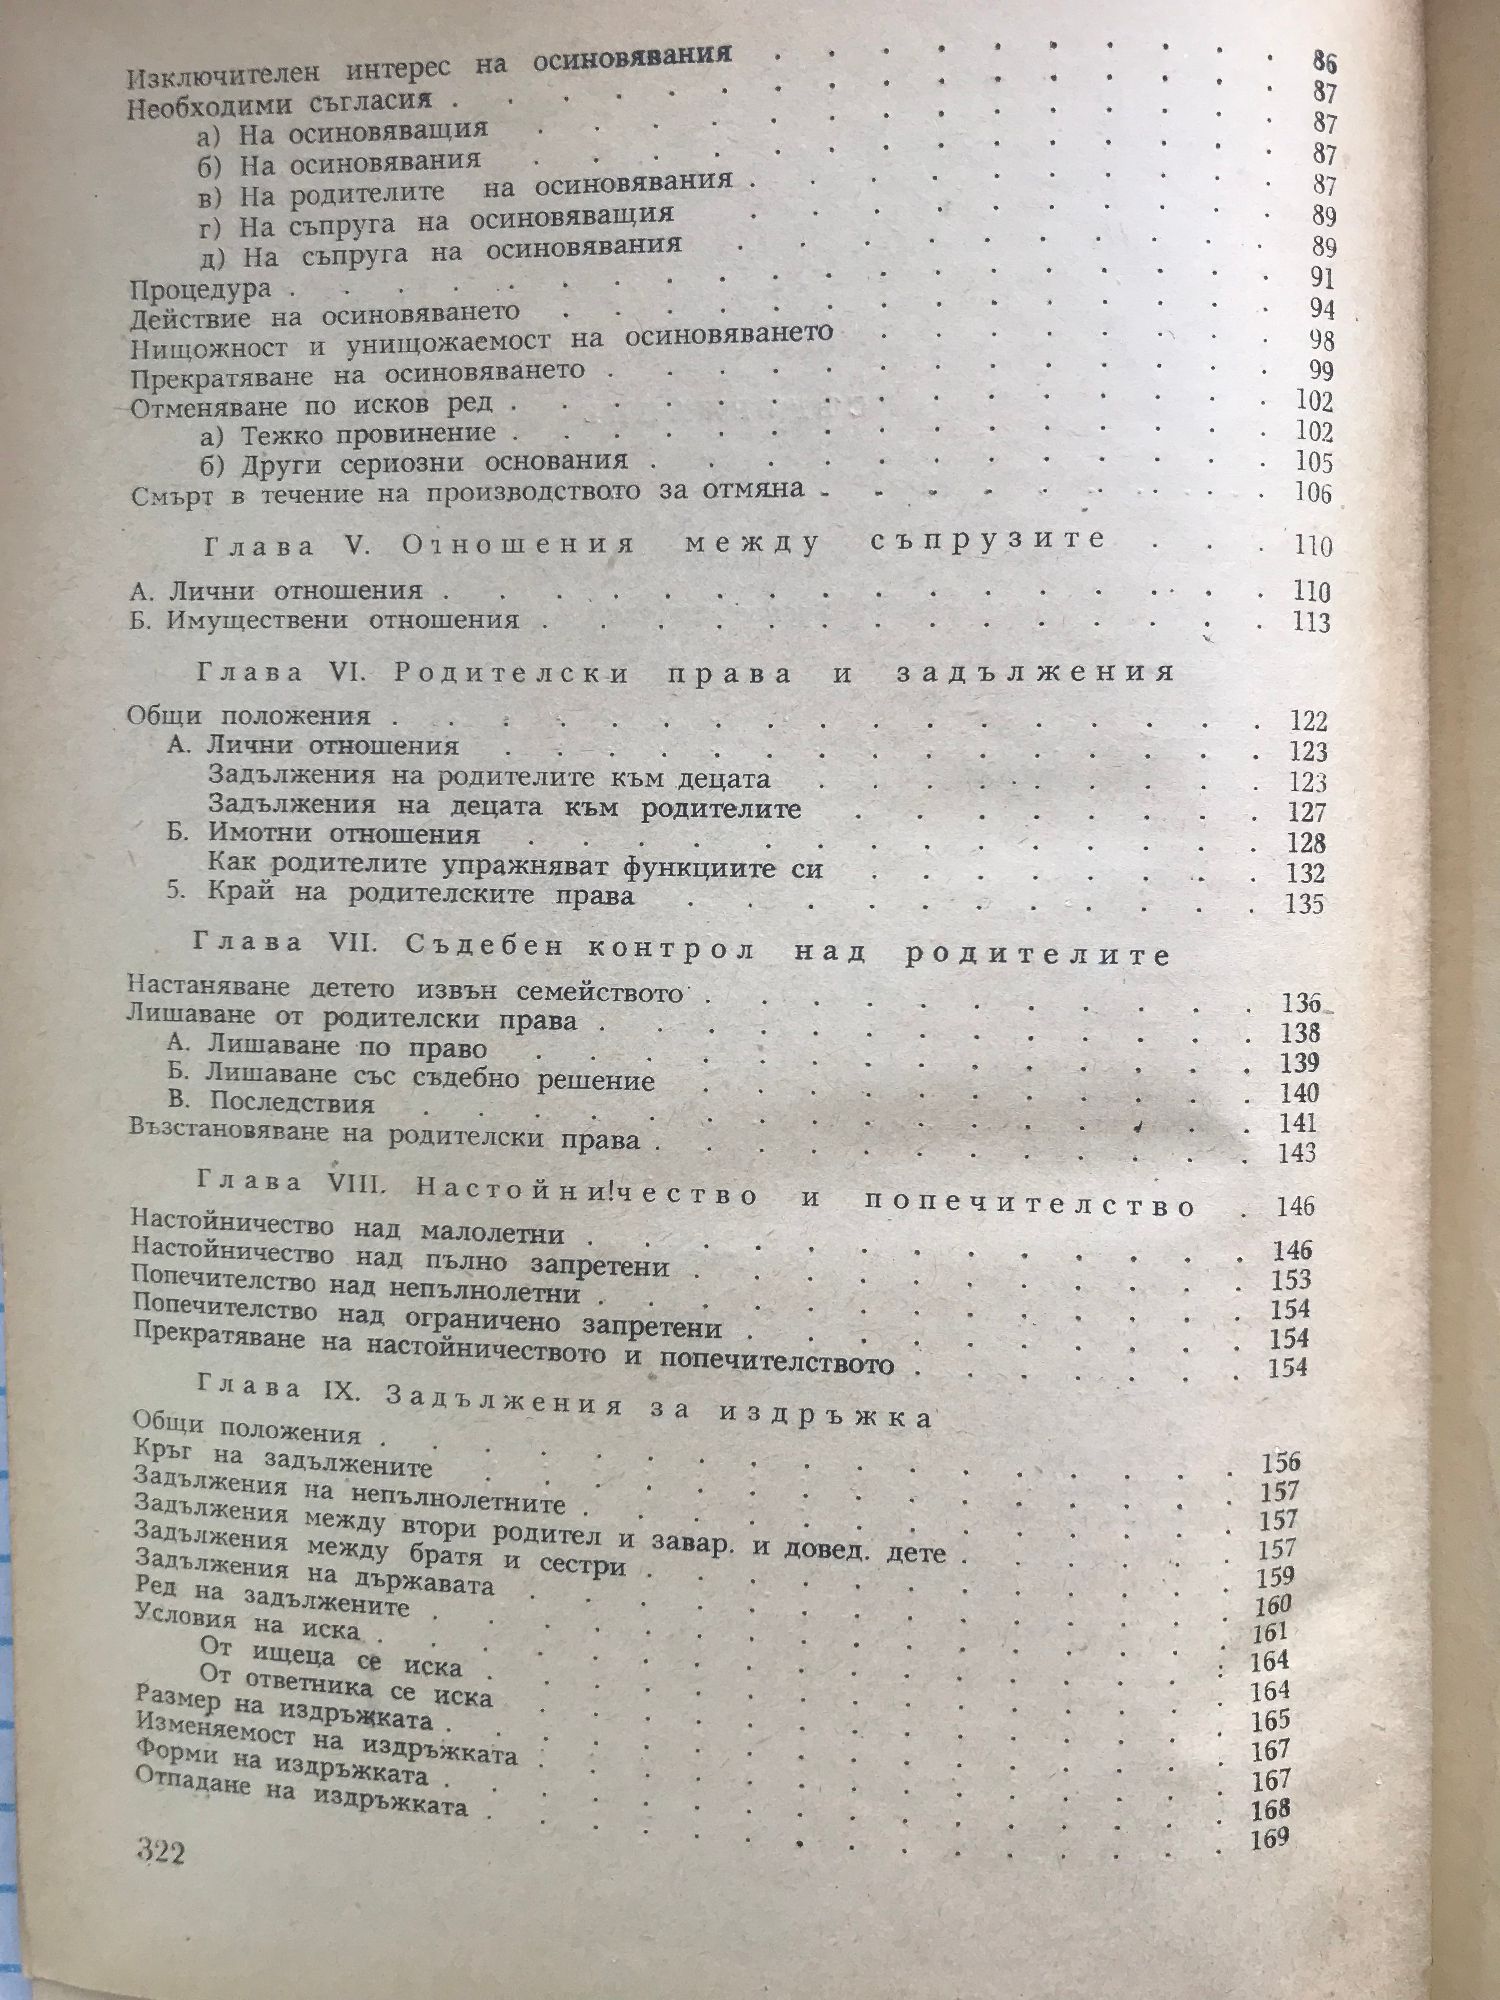 Изключителен интерес на осиновявания . . . . . . . . . . 86
Необходими съгласия . . . . . . . . . . . . . . . 87
а) На осиновяващия . . . . . . . . . . . . . . 87
б) На осиновявания . . . . . . . . . . . . . . 87
в) На родителите на осиновявания . . . . . . . . . . 87
г) На съпруга на осиновяващия . . . . . . . . . . 89
д) На съпруга на осиновявания . . . . . . . . . . 89
Процедура . . . . . . . . . . . . . . . . . . 91
Действие на осиновяването . . . . . . . . . . . . . 94
Нищожност и унищожаемост на осиновяването . . . . . . . . 98
Прекратяване на осиновяването . . . . . . . . . . . . 99
Отменяване по исков ред . . . . . . . . . . . . . . 102
а) Тежко провинение . . . . . . . . . . . . . . 102
б) Други сериозни основания . . . . . . . . . . . 105
Смърт в течение на производството за отмяна . . . . . . . . . 106
Глава V. Отношения между съпрузите . . . 110
А. Лични отношения . . . . . . . . . . . . . . . 110
Б. Имуществени отношения . . . . . . . . . . . . . 113
Глава VI. Родителски права и задължения
Общи положения . . . . . . . . . . . . . . . . 122
А. Лични отношения . . . . . . . . . . . . . . 123
Задължения на родителите към децата . . . . . . . . . 123
Задължения на децата към родителите . . . . . . . . 127
Б. Имотни отношения . . . . . . . . . . . . . . 128
Как родителите упражняват функциите си . . . . . . . . 132
5. Край на родителските права . . . . . . . . . . . 135
Глава VII. Съдебен контрол над родителите
Настаняване детето извън семейството . . . . . . . . . . 136
Лишаване от родителски права . . . . . . . . . . . . 138
А. Лишаване по право . . . . . . . . . . . . . . 139
Б. Лишаване със съдебно решение . . . . . . . . . . 140
В. Последствия . . . . . . . . . . . . . . . . 141
Възстановяване на родителски права . . . . . . . . . . . 143
Глава VIII. Настойни!чество и попечителство . 146
Настойничество над малолетни . . . . . . . . . . . . 146
Настойничество над пълно запретени . . . . . . . . . . 153
Попечителство над непълнолетни . . . . . . . . . . . . 154
Попечителство над ограничено запретени . . . . . . . . . 154
Прекратяване на настойничеството и попечителството . . . . . . . 154
Глава IX. Задължения за издръжка
Общи положения . . . . . . . . . . . . . . . . 156
Кръг на задължените . . . . . . . . . . . . . . 157
Задължения на непълнолетните . . . . . . . . . . . . 157
Задължения между втори родител и завар. и довед. дете . . . . . . 157
Задължения между братя и сестри . . . . . . . . . . . 159
Задължения на държавата . . . . . . . . . . . . . 160
Ред на задължените . . . . . . . . . . . . . . . 161
Условия на иска . . . . . . . . . . . . . . . . 164
От ищеца се иска . . . . . . . . . . . . . . 164
От ответника се иска . . . . . . . . . . . . . 165
Размер на издръжката . . . . . . . . . . . . . . 167
Изменяемост на издръжката . . . . . . . . . . . . . 167
Форми на издръжката . . . . . . . . . . . . . . . 168
Отпадане на издръжката . . . . . . . . . . . . . . 169
322